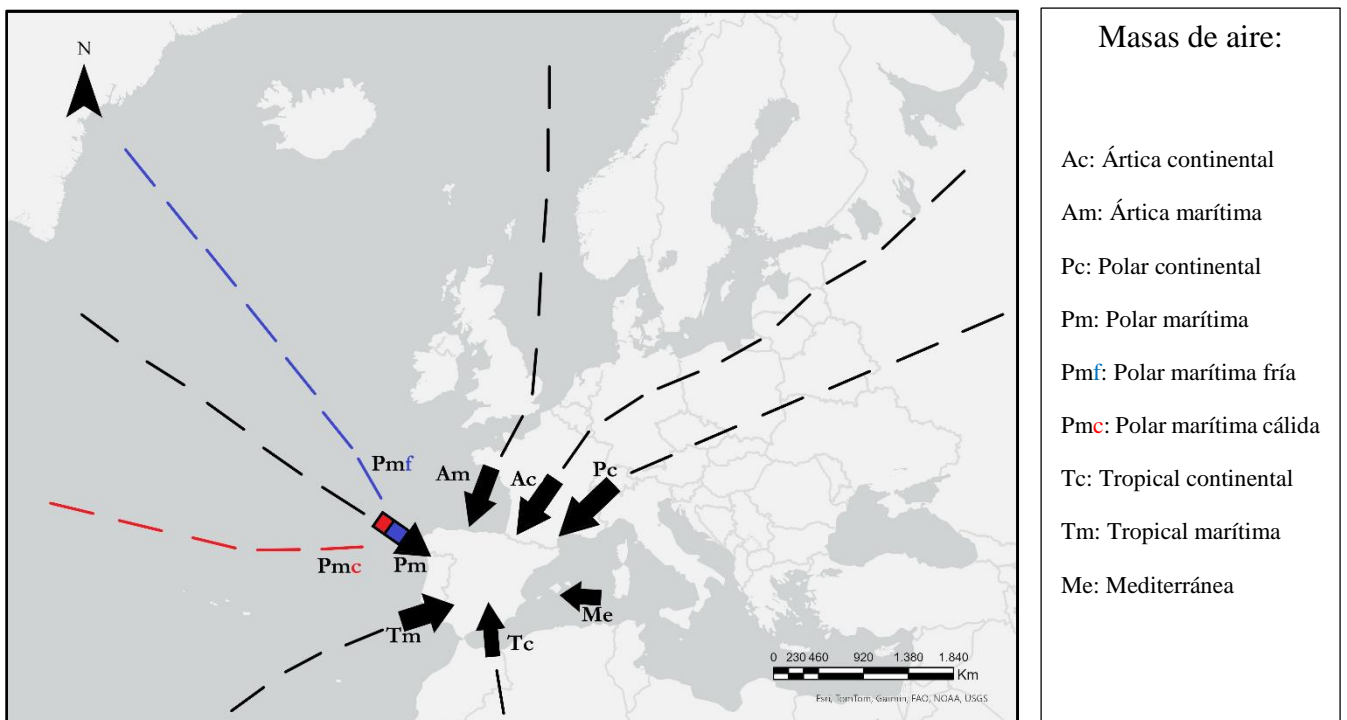 N
Pmf
Am
Ac
Pc
Pmc
Pm
Tm
Tc
Me
0 230 460 920 1.380 1.840
Km
Esri, TomTom, Garmin, FAO, NOAA, USGS
Masas de aire:
Ac: Ártica continental
Am: Ártica marítima
Pc: Polar continental
Pm: Polar marítima
Pmf: Polar marítima fría
Pmc: Polar marítima cálida
Tc: Tropical continental
Tm: Tropical marítima
Me: Mediterránea